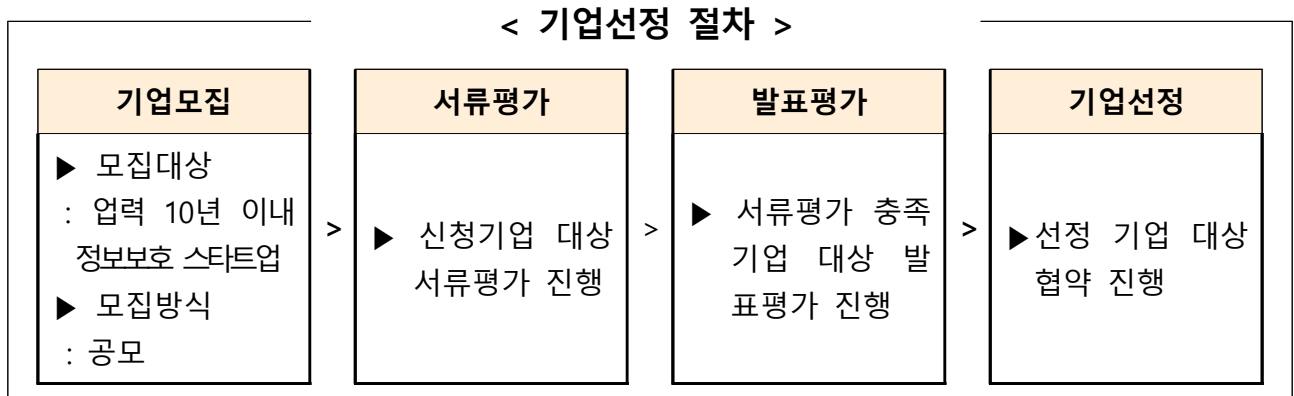 < 기업선정 절차 >
기업모집
▶ 모집대상
: 업력 10년 이내
정보보호 스타트업
▶ 모집방식
: 공모
>
서류평가
▶ 신청기업 대상
서류평가 진행
>
발표평가
▶ 서류평가 충족
기업 대상 발
표평가 진행
>
기업선정
▶선정 기업 대상
협약 진행